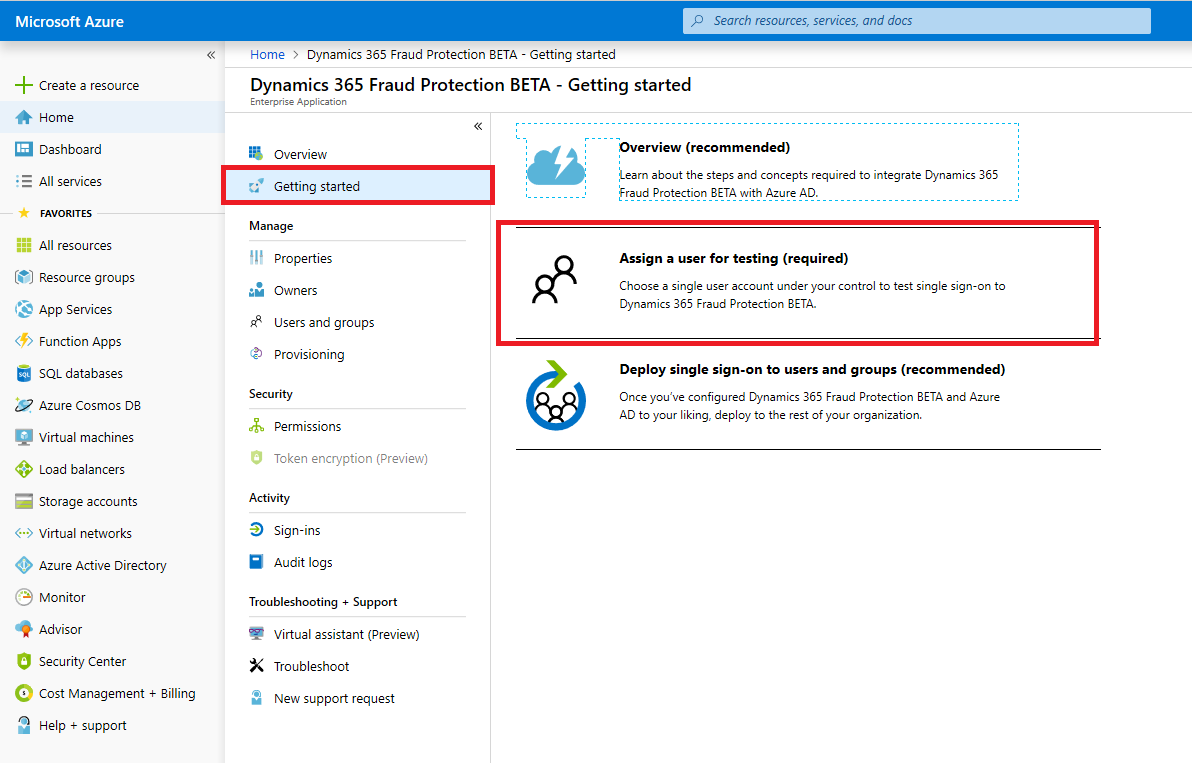 Microsoft Azure
Search resources, services, and docs
«
Create a resource
Home
Dashboard
All services
FAVORITES
All resources
Resource groups
App Services
Function Apps
SQL databases
Azure Cosmos DB
Virtual machines
Load balancers
Storage accounts
Virtual networks
Azure Active Directory
Monitor
Advisor
Security Center
Cost Management + Billing
Help + support
Home > Dynamics 365 Fraud Protection BETA - Getting started
Dynamics 365 Fraud Protection BETA - Getting started
Enterprise Application
«
Overview
Getting started
Manage
Properties
Owners
Users and groups
Provisioning
Security
Permissions
Token encryption (Preview)
Activity
Sign-ins
Audit logs
Troubleshooting + Support
Virtual assistant (Preview)
Troubleshoot
New support request
Overview (recommended)
Learn about the steps and concepts required to integrate Dynamics 365
Fraud Protection BETA with Azure AD.
Assign a user for testing (required)
Choose a single user account under your control to test single sign-on to
Dynamics 365 Fraud Protection BETA.
Deploy single sign-on to users and groups (recommended)
Once you've configured Dynamics 365 Fraud Protection BETA and Azure
AD to your liking, deploy to the rest of your organization.